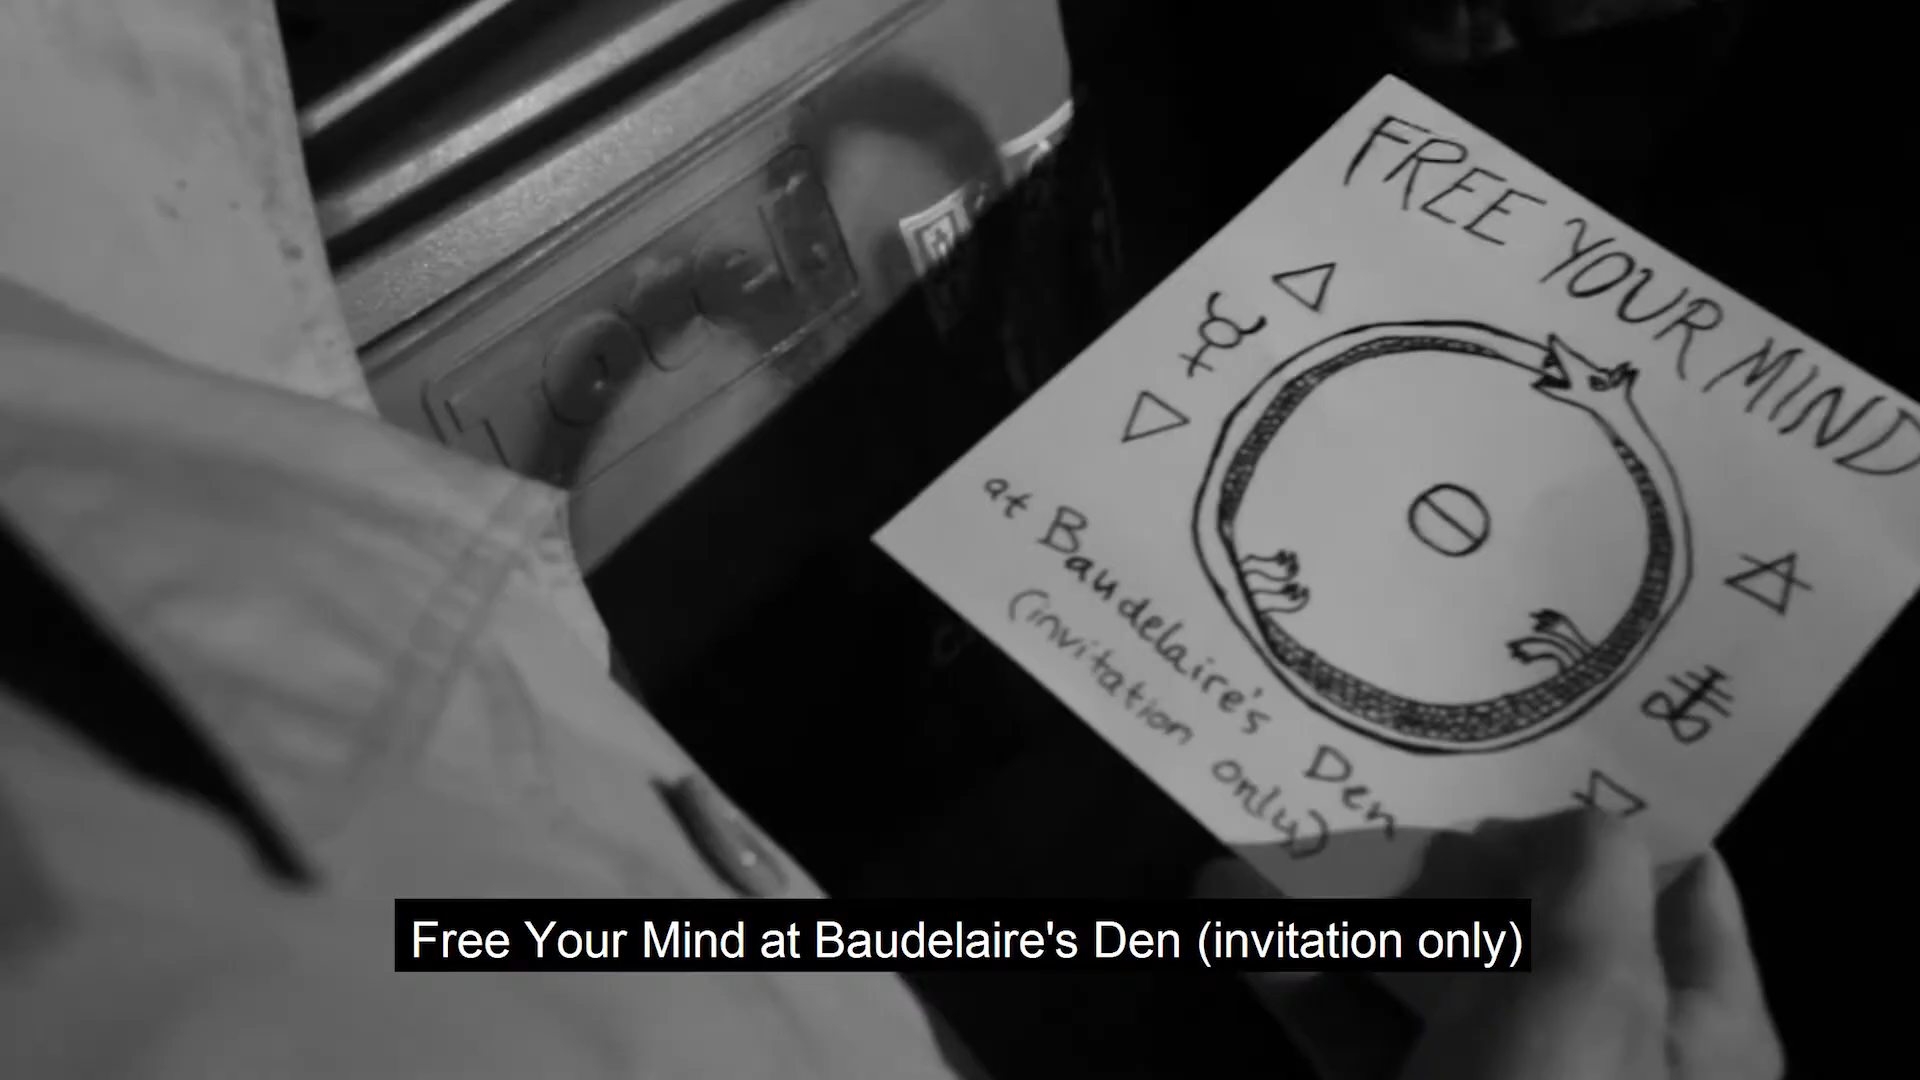 FREE YOUR MIND
at Baudelaire's Den
(invitation only)
Free Your Mind at Baudelaire's Den (invitation only)